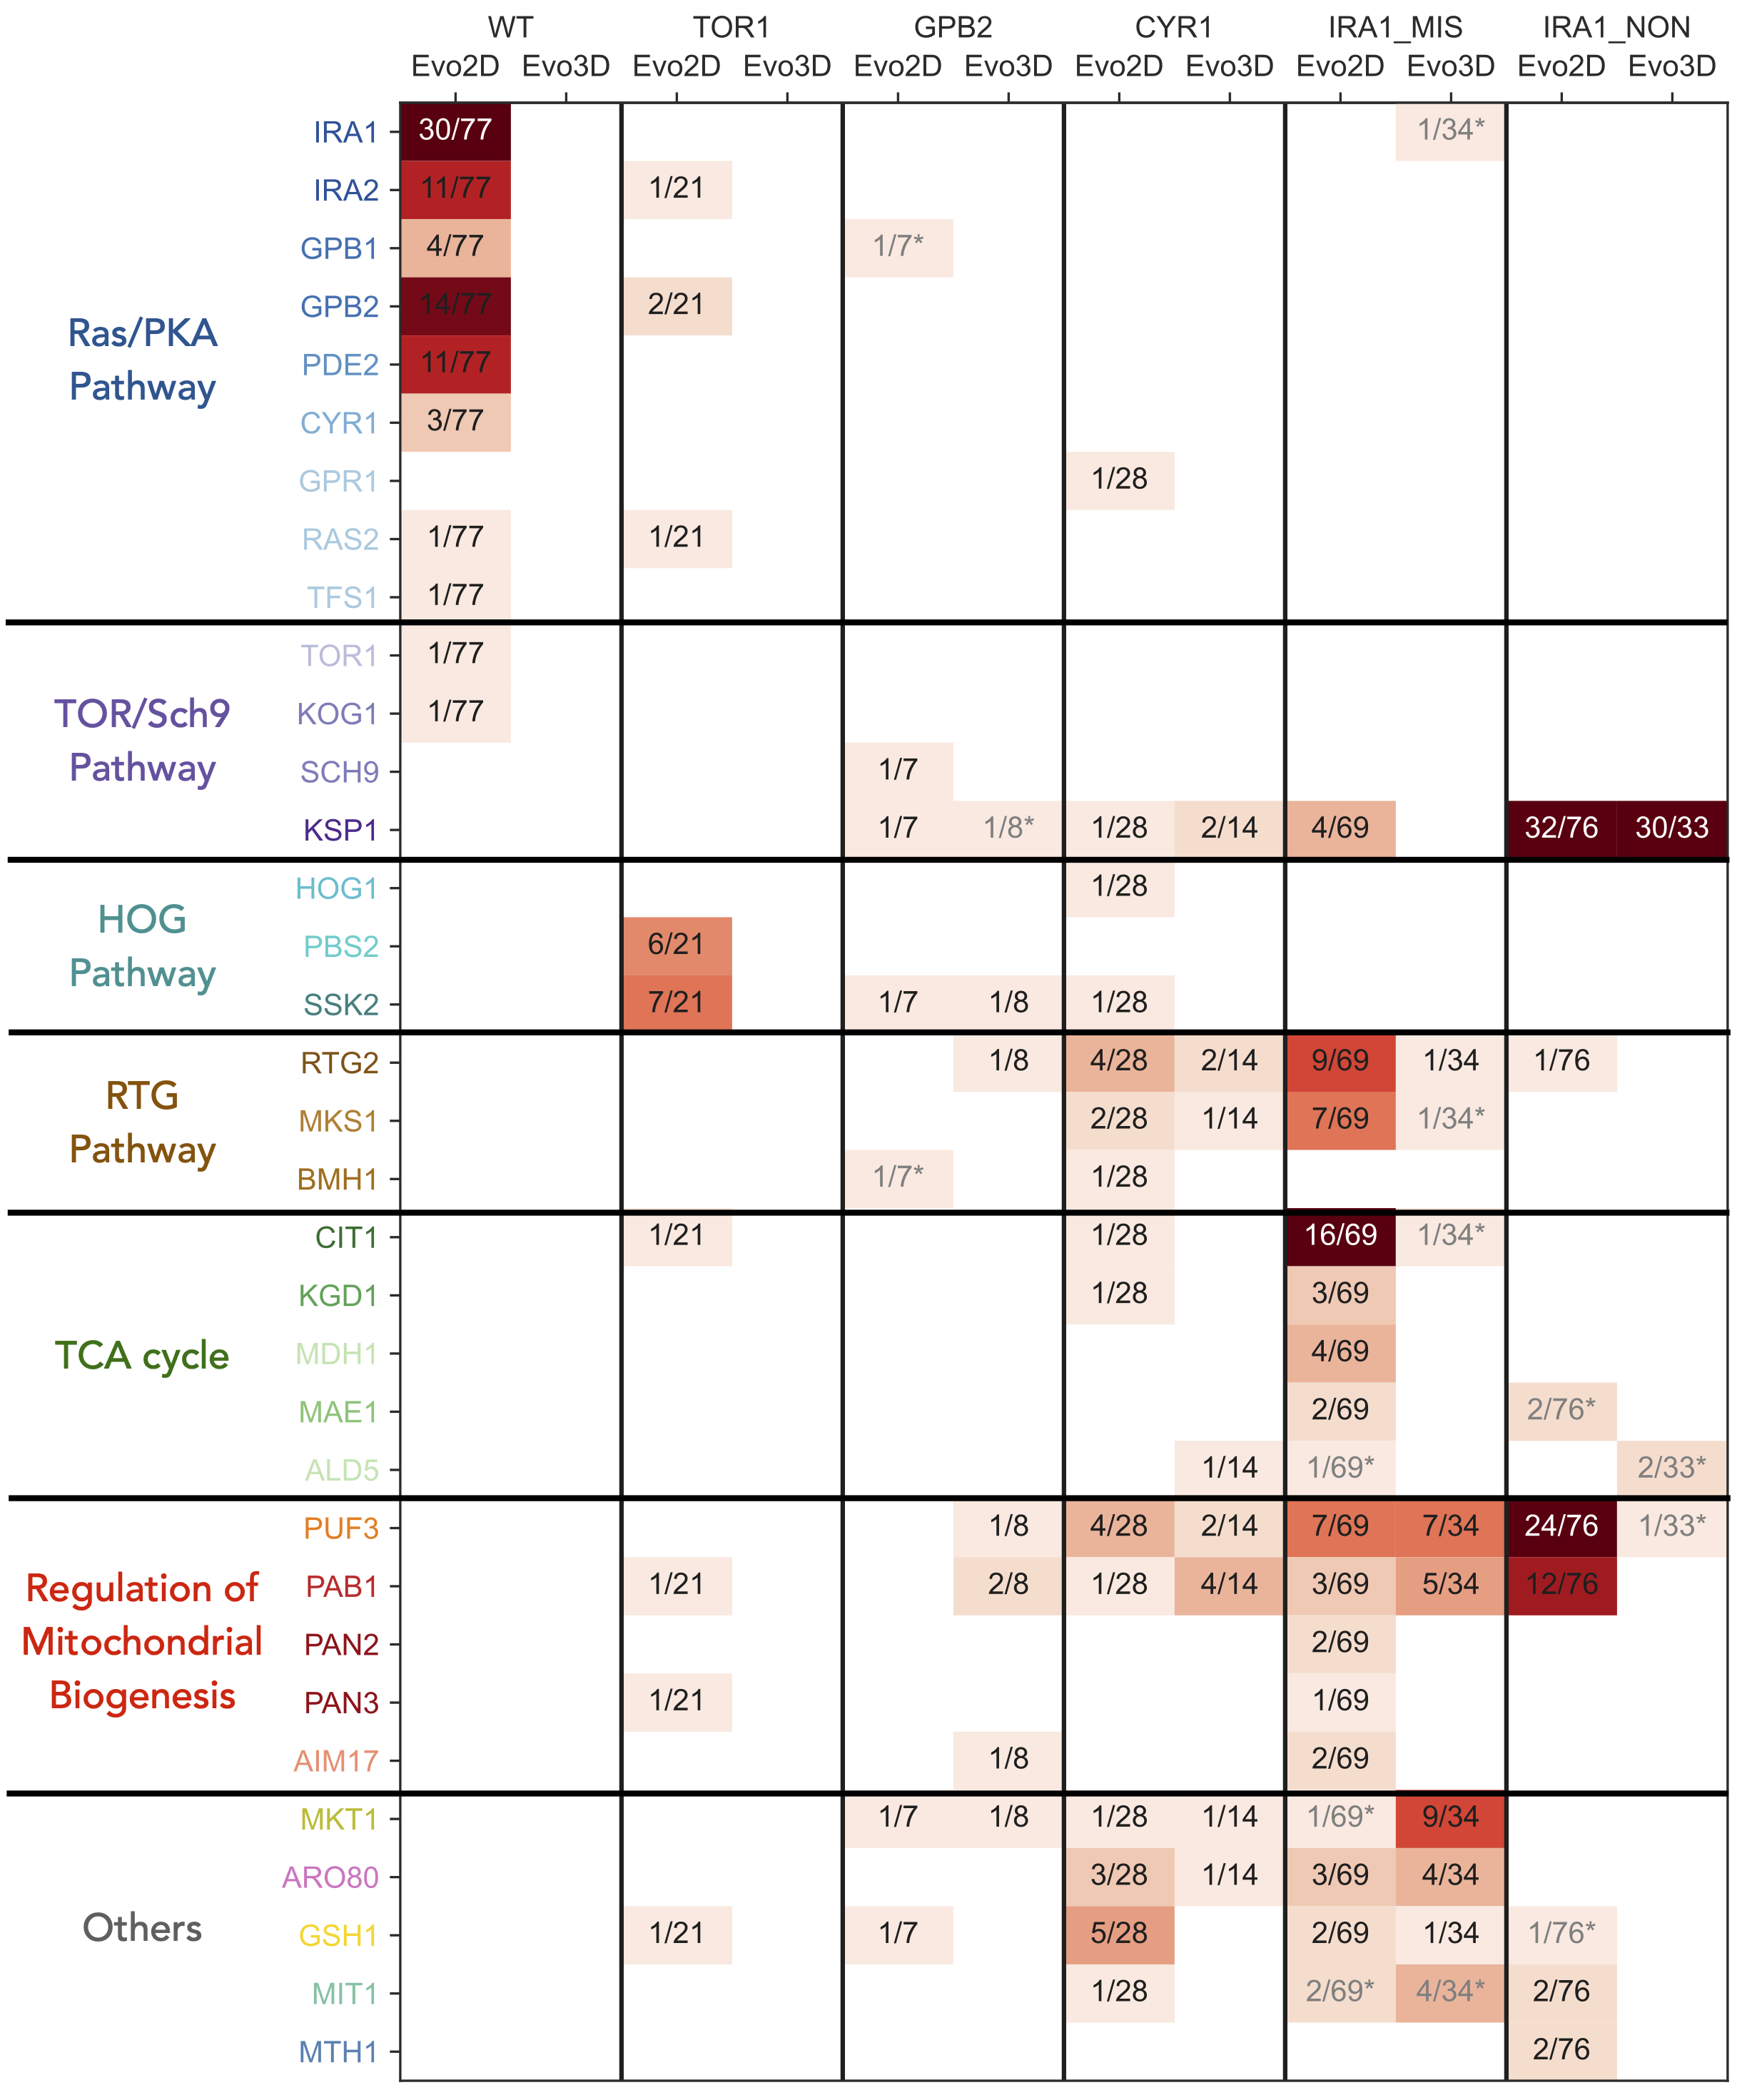 WT TOR1 GPB2 CYR1 IRA1_MIS IRA1_NON
Evo2D Evo3D Evo2D Evo3D Evo2D Evo3D Evo2D Evo3D Evo2D Evo3D Evo2D Evo3D
Ras/PKA
Pathway
IRA1 30/77 1/34*
IRA2 11/77 1/21
GPB1 4/77 1/7*
GPB2 14/77 2/21
PDE2 11/77
CYR1 3/77
GPR1 1/28
RAS2 1/77 1/21
TFS1 1/77
TOR/Sch9
Pathway
TOR1 1/77
KOG1 1/77
SCH9 1/7
KSP1 1/7 1/8* 1/28 2/14 4/69 32/76 30/33
HOG
Pathway
HOG1 1/28
PBS2 6/21
SSK2 7/21 1/7 1/8 1/28
RTG
Pathway
RTG2 1/8 4/28 2/14 9/69 1/34 1/76
MKS1 2/28 1/14 7/69 1/34*
BMH1 1/7* 1/28
TCA cycle
CIT1 1/21 1/28 16/69 1/34*
KGD1 1/28 3/69
MDH1 4/69
MAE1 2/69 2/76*
ALD5 1/14 1/69* 2/33*
Regulation of
Mitochondrial
Biogenesis
PUF3 1/8 4/28 2/14 7/69 7/34 24/76 1/33*
PAB1 1/21 2/8 1/28 4/14 3/69 5/34 12/76
PAN2 2/69
PAN3 1/21 1/69
AIM17 1/8 2/69
Others
MKT1 1/7 1/8 1/28 1/14 1/69* 9/34
ARO80 3/28 1/14 3/69 4/34
GSH1 1/21 1/7 5/28 2/69 1/34 1/76*
MIT1 1/28 2/69* 4/34* 2/76
MTH1 2/76